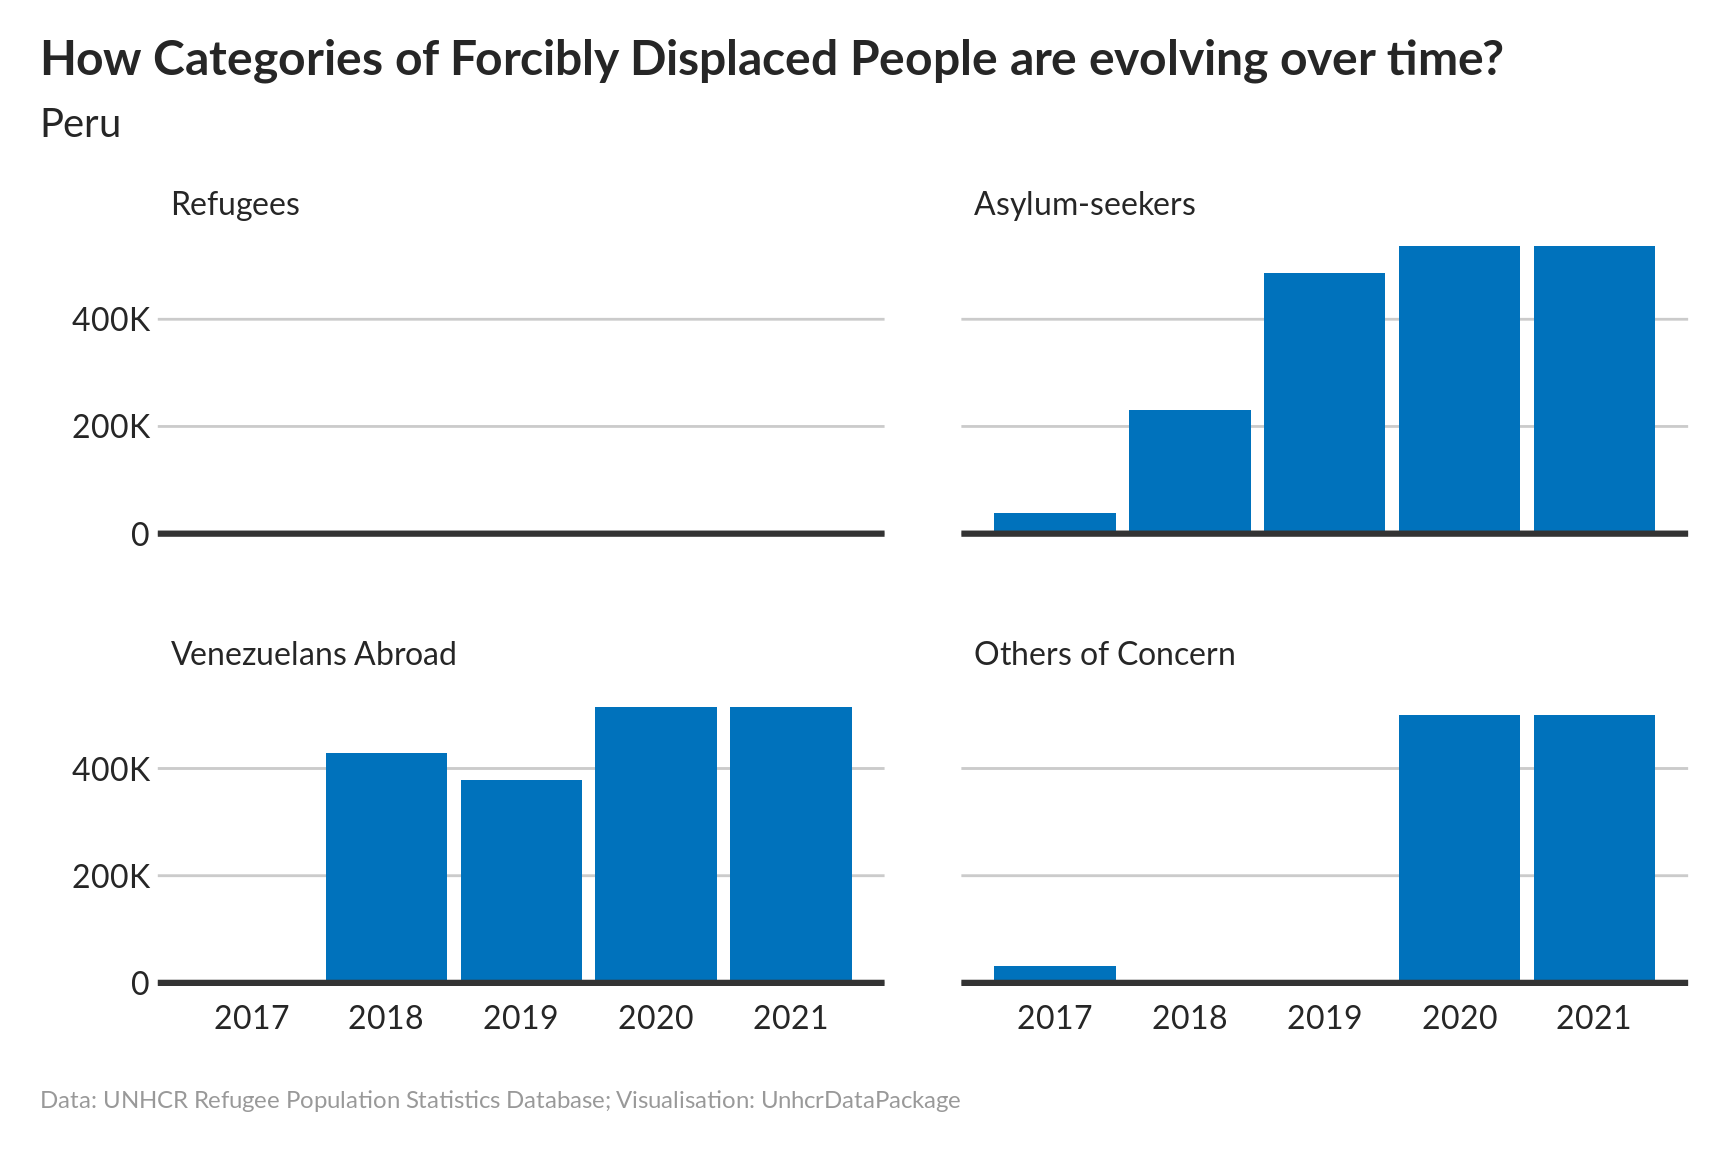 How Categories of Forcibly Displaced People are evolving over time?
Peru
Refugees
Asylum-seekers
400K
200K
0
Venezuelans Abroad
Others of Concern
400K
200K
0
2017 2018 2019 2020 2021
2017 2018 2019 2020 2021
Data: UNHCR Refugee Population Statistics Database; Visualisation: UnhcrDataPackage